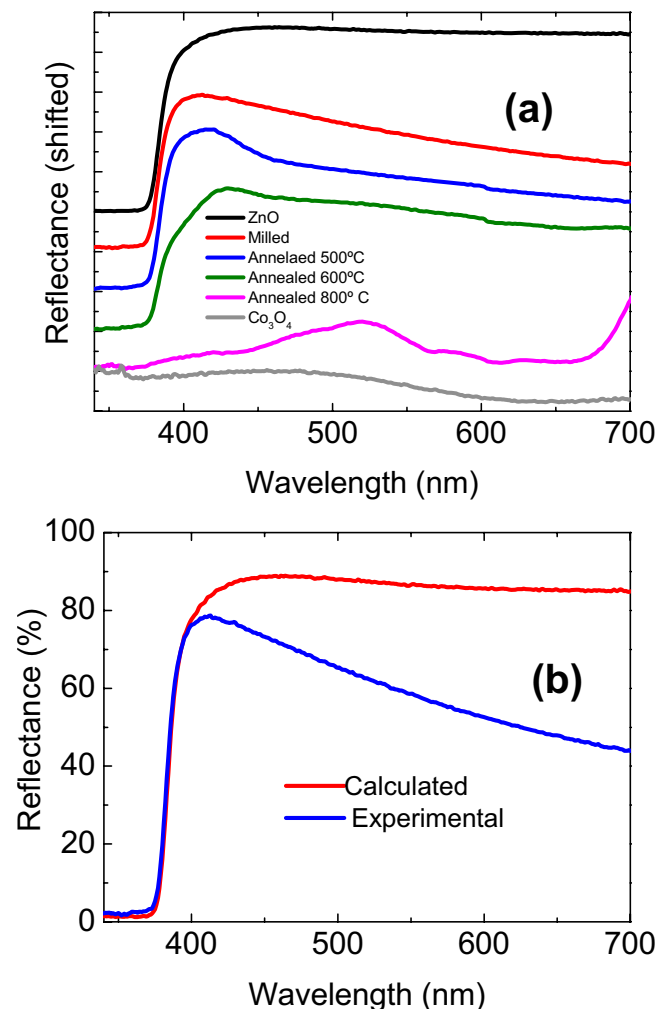 Reflectance (shifted)
(a)
ZnO
Milled
Annelaed 500ºC
Annealed 600ºC
Annealed 800º C
Co₃O₄
400 500 600 700
Wavelength (nm)
100
80
60
40
20
0
Reflectance (%)
(b)
Calculated
Experimental
400 500 600 700
Wavelength (nm)